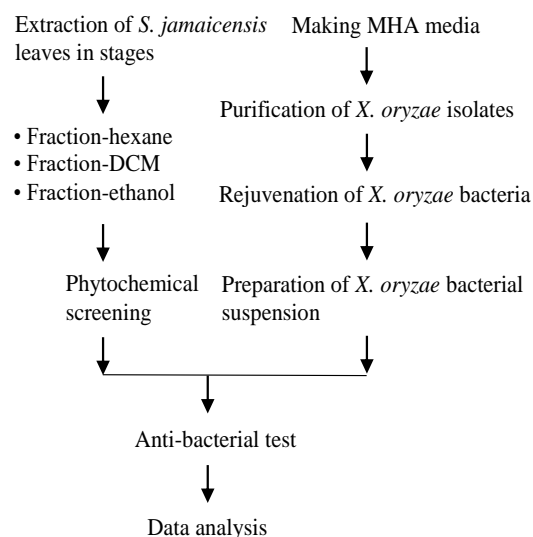 Extraction of S. jamaicensis
leaves in stages
• Fraction-hexane
• Fraction-DCM
• Fraction-ethanol
Phytochemical
screening
Making MHA media
Purification of X. oryzae isolates
Rejuvenation of X. oryzae bacteria
Preparation of X. oryzae bacterial
suspension
Anti-bacterial test
Data analysis